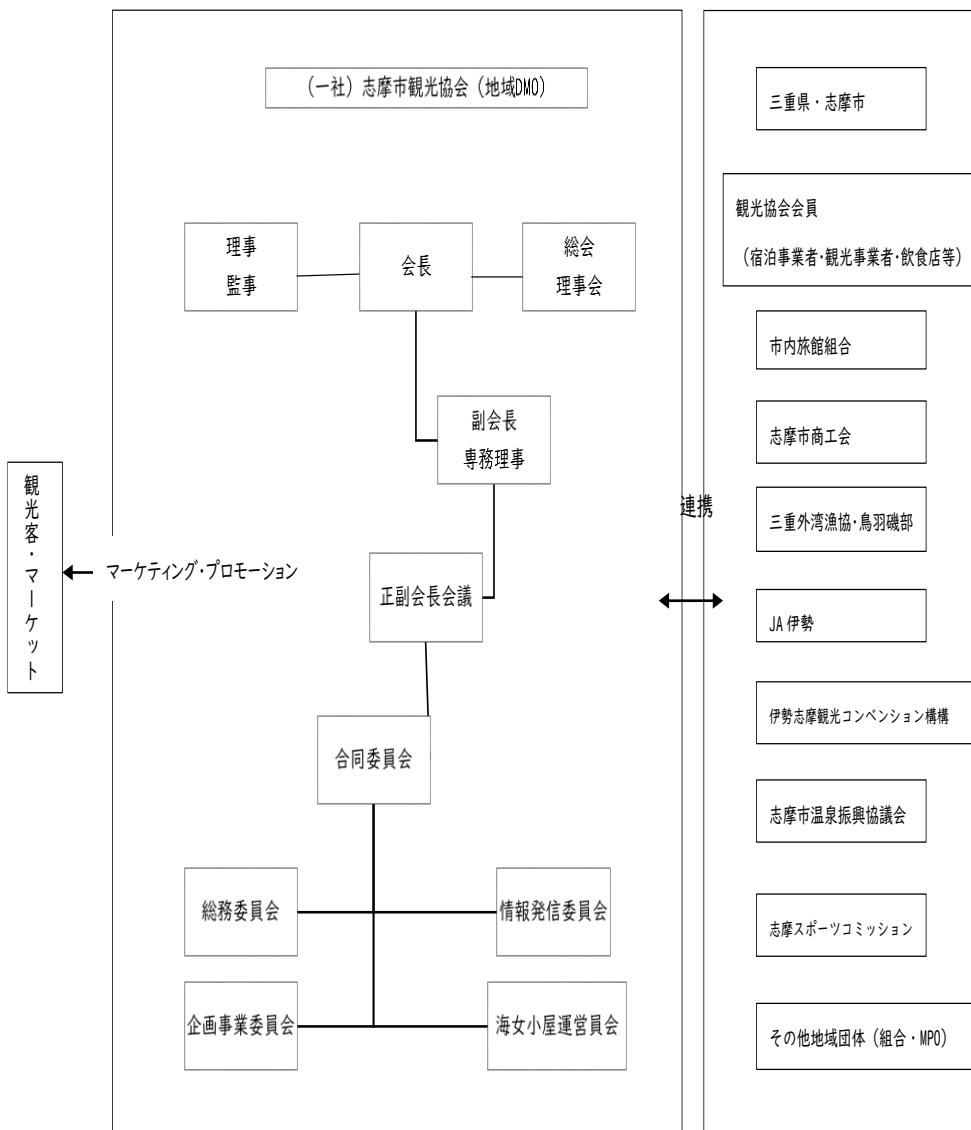 (一社)志摩市観光協会(地域DMO)
理事
監事
会長
総会
理事会
副会長
専務理事
正副会長会議
合同委員会
総務委員会
情報発信委員会
企画事業委員会
海女小屋運営員会
観光客・マーケット
マーケティング・プロモーション
連携
三重県・志摩市
観光協会会員
(宿泊事業者・観光事業者・飲食店等)
市内旅館組合
志摩市商工会
三重外湾漁協・鳥羽磯部
JA伊勢
伊勢志摩観光コンベンション構構
志摩市温泉振興協議会
志摩スポーツコミッション
その他地域団体(組合・MPO)